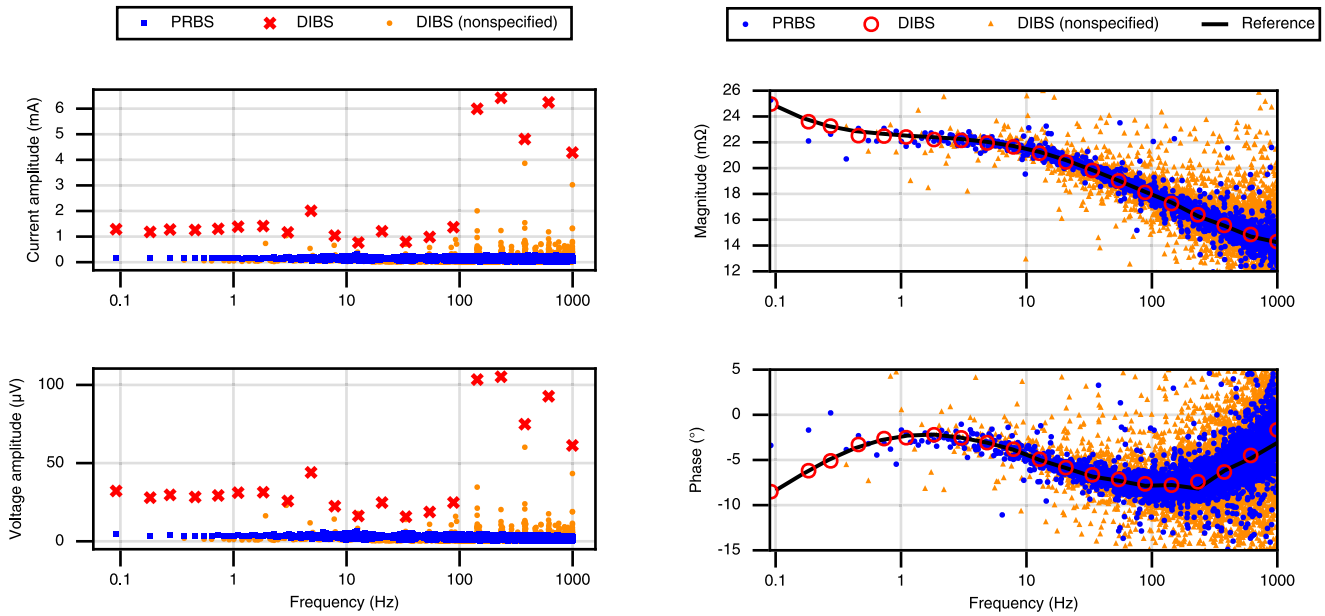 PRBS DIBS DIBS (nonspecified)
PRBS DIBS DIBS (nonspecified) Reference
Current amplitude (mA)
6
5
4
3
2
1
0
0.1 1 10 100 1000
Magnitude (mΩ)
26
24
22
20
18
16
14
12
0.1 1 10 100 1000
Voltage amplitude (µV)
100
50
0
0.1 1 10 100 1000
Frequency (Hz)
Phase (°)
5
0
-5
-10
-15
0.1 1 10 100 1000
Frequency (Hz)